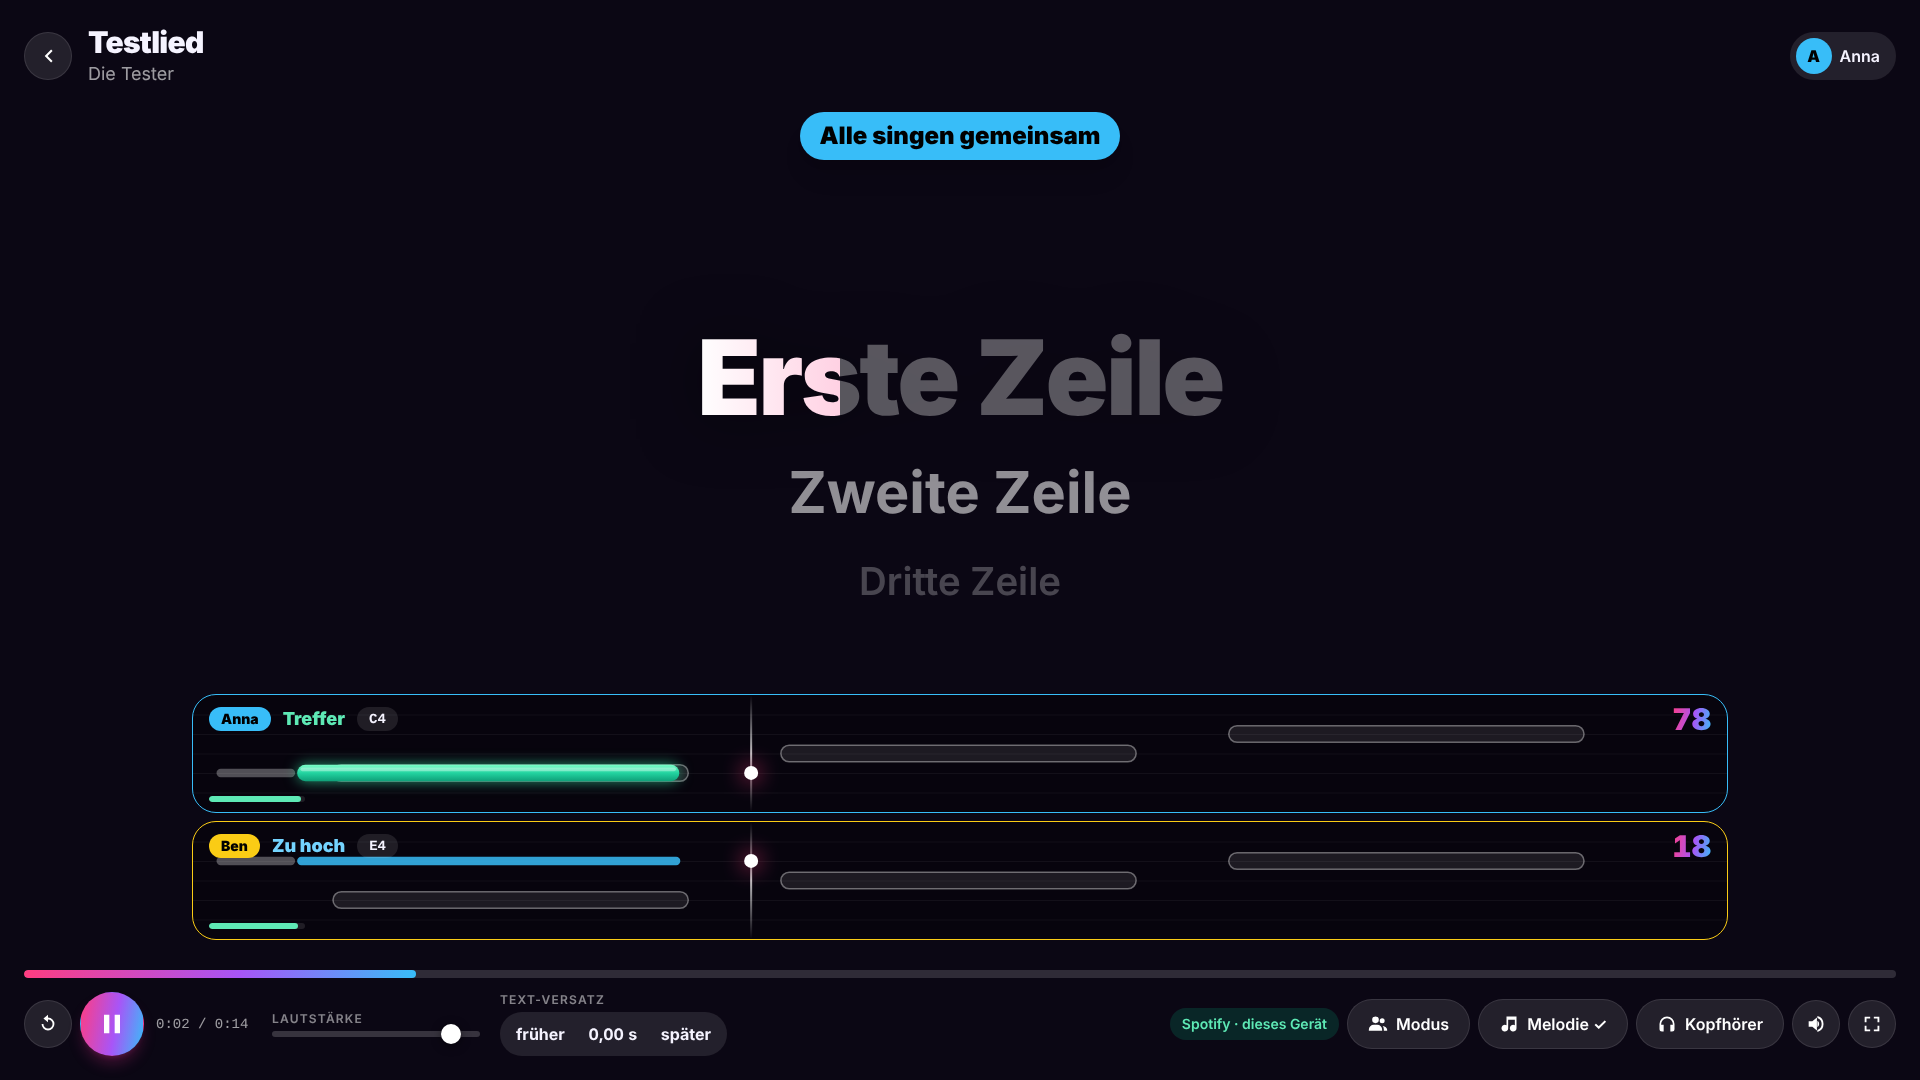 Testlied
Die Tester
A Anna
Alle singen gemeinsam
Erste Zeile
Zweite Zeile
Dritte Zeile
Anna Treffer C4 78
Ben Zu hoch E4 18
0:02 / 0:14
LAUTSTÄRKE
TEXT-VERSATZ
früher 0,00 s später
Spotify · dieses Gerät
Modus
Melodie ✓
Kopfhörer